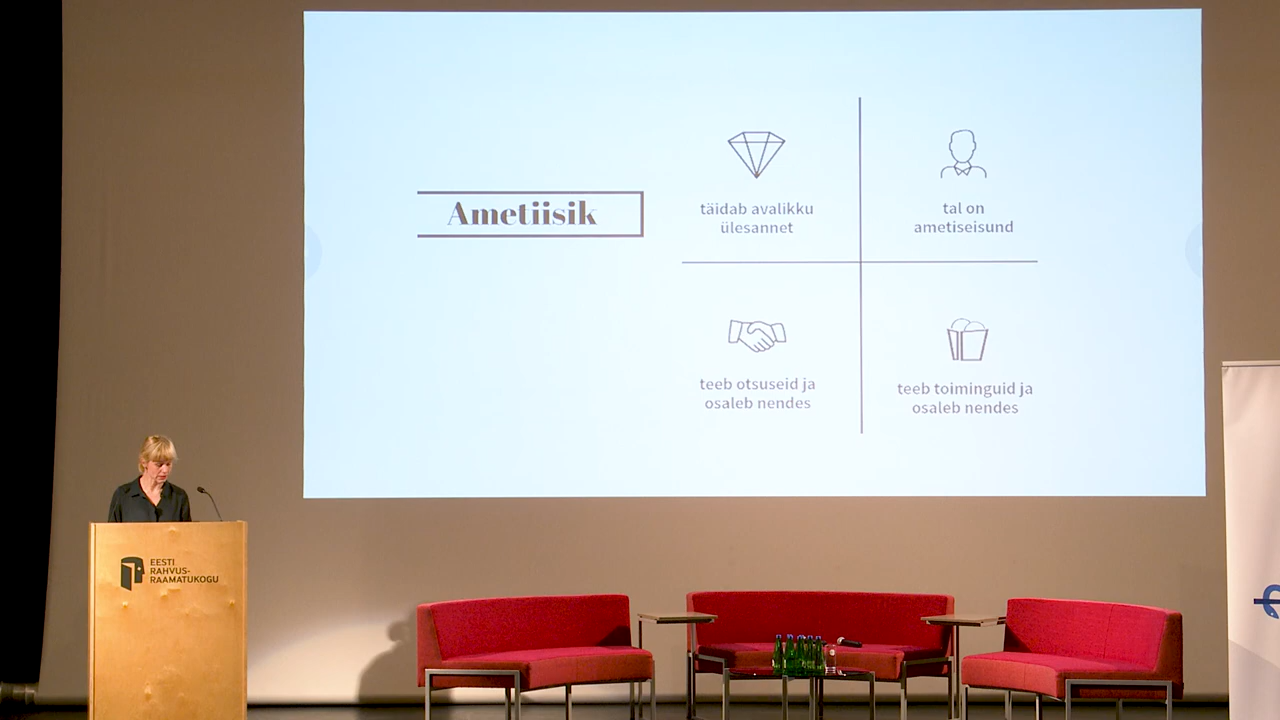 Ametiisik
täidab avalikku
ülesannet
tal on
ametiseisund
teeb otsuseid ja
osaleb nendes
teeb toiminguid ja
osaleb nendes
EESTI
RAHVUS-
RAAMATUKOGU